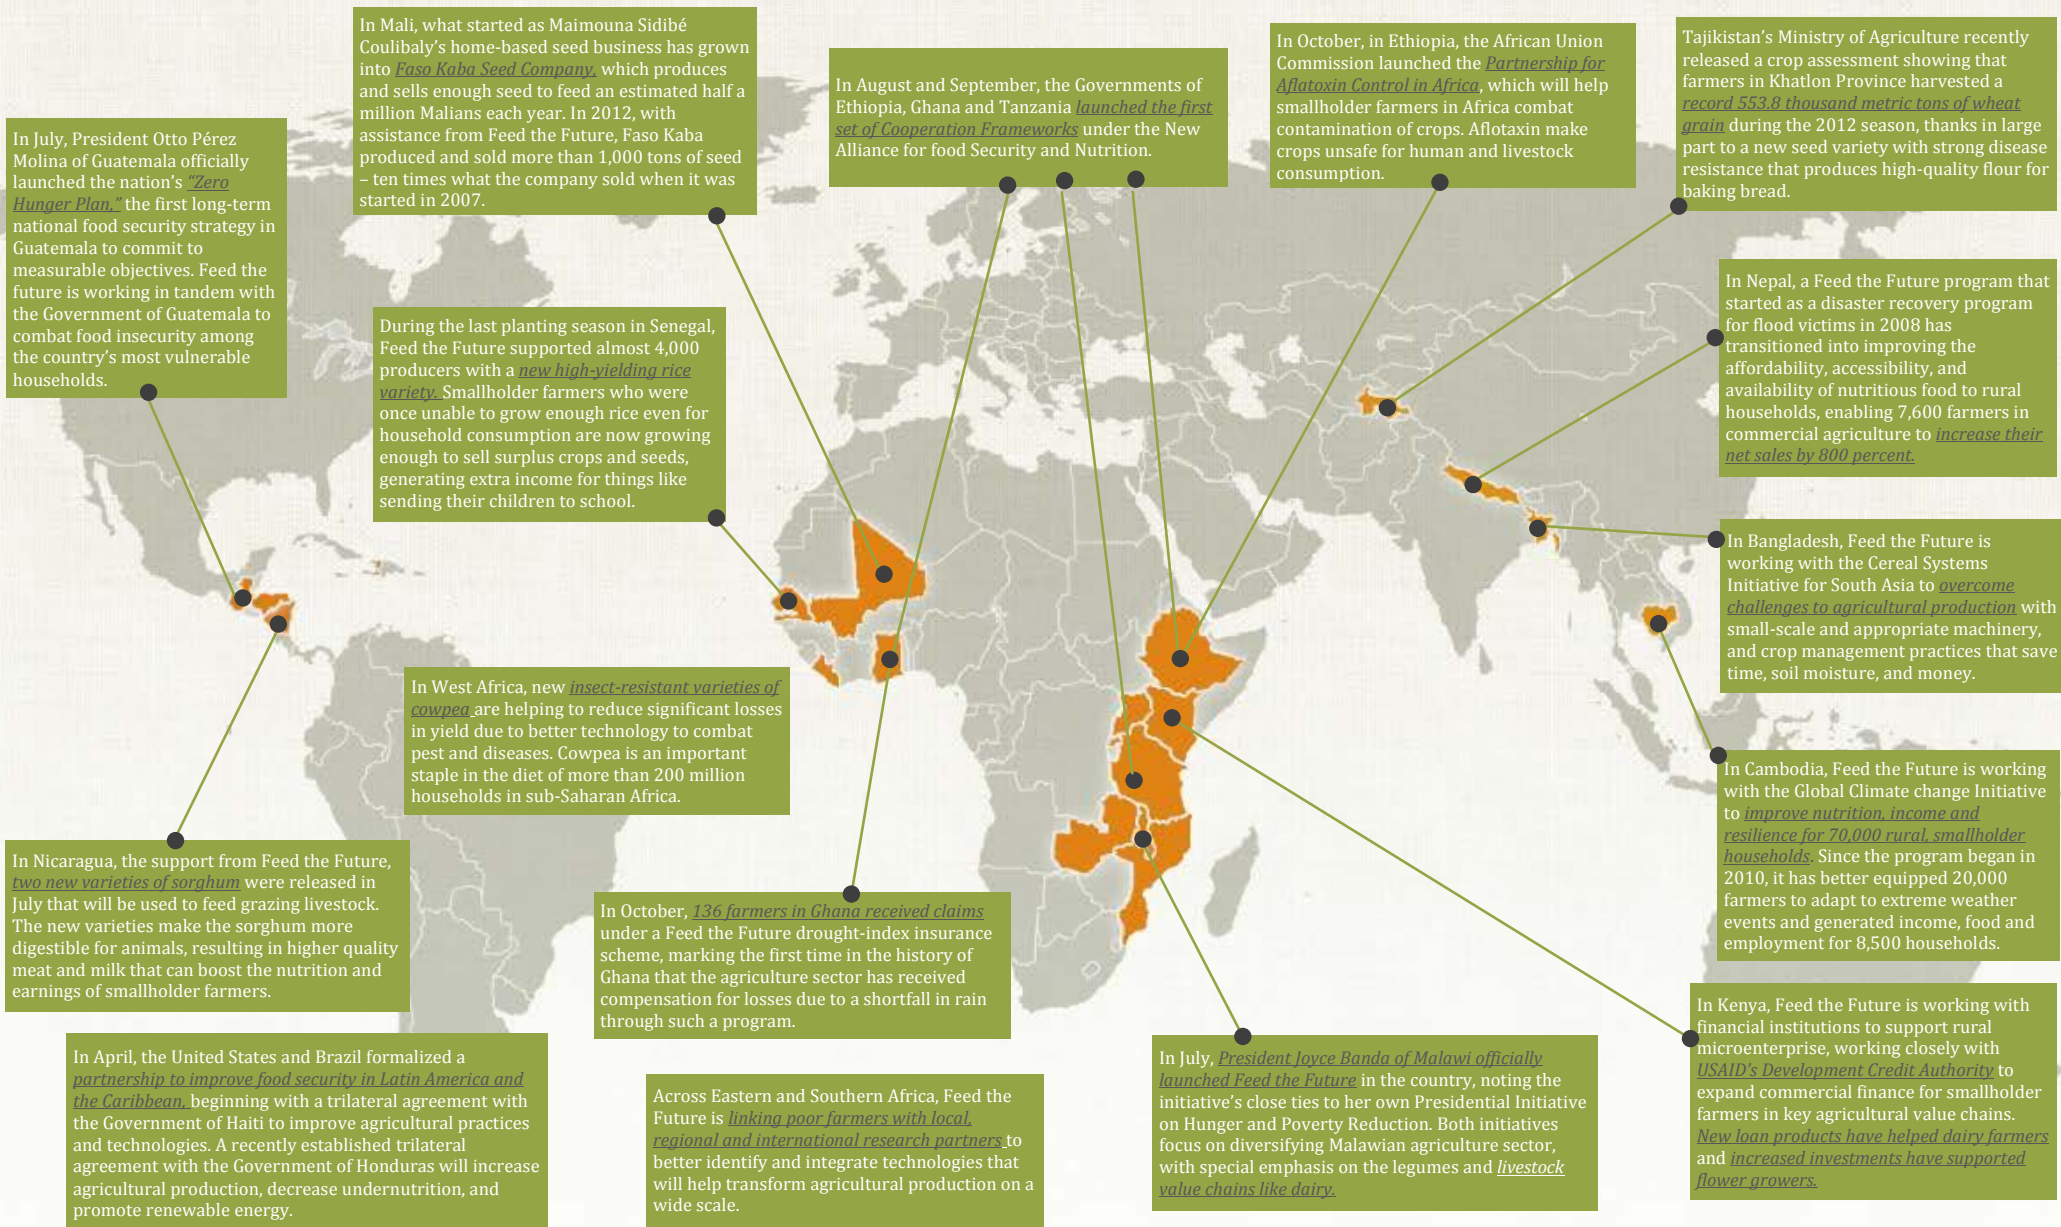 In July, President Otto Pérez
Molina of Guatemala officially
launched the nation's "Zero
Hunger Plan," the first long-term
national food security strategy in
Guatemala to commit to
measurable objectives. Feed the
future is working in tandem with
the Government of Guatemala to
combat food insecurity among
the country's most vulnerable
households.
In Mali, what started as Maimouna Sidibé
Coulibaly's home-based seed business has grown
into Faso Kaba Seed Company, which produces
and sells enough seed to feed an estimated half a
million Malians each year. In 2012, with
assistance from Feed the Future, Faso Kaba
produced and sold more than 1,000 tons of seed
– ten times what the company sold when it was
started in 2007.
In August and September, the Governments of
Ethiopia, Ghana and Tanzania launched the first
set of Cooperation Frameworks under the New
Alliance for food Security and Nutrition.
In October, in Ethiopia, the African Union
Commission launched the Partnership for
Aflatoxin Control in Africa, which will help
smallholder farmers in Africa combat
contamination of crops. Aflotaxin make
crops unsafe for human and livestock
consumption.
Tajikistan's Ministry of Agriculture recently
released a crop assessment showing that
farmers in Khatlon Province harvested a
record 553.8 thousand metric tons of wheat
grain during the 2012 season, thanks in large
part to a new seed variety with strong disease
resistance that produces high-quality flour for
baking bread.
During the last planting season in Senegal,
Feed the Future supported almost 4,000
producers with a new high-yielding rice
variety. Smallholder farmers who were
once unable to grow enough rice even for
household consumption are now growing
enough to sell surplus crops and seeds,
generating extra income for things like
sending their children to school.
In Nepal, a Feed the Future program that
started as a disaster recovery program
for flood victims in 2008 has
transitioned into improving the
affordability, accessibility, and
availability of nutritious food to rural
households, enabling 7,600 farmers in
commercial agriculture to increase their
net sales by 800 percent.
In Bangladesh, Feed the Future is
working with the Cereal Systems
Initiative for South Asia to overcome
challenges to agricultural production with
small-scale and appropriate machinery,
and crop management practices that save
time, soil moisture, and money.
In West Africa, new insect-resistant varieties of
cowpea are helping to reduce significant losses
in yield due to better technology to combat
pest and diseases. Cowpea is an important
staple in the diet of more than 200 million
households in sub-Saharan Africa.
In Cambodia, Feed the Future is working
with the Global Climate change Initiative
to improve nutrition, income and
resilience for 70,000 rural, smallholder
households. Since the program began in
2010, it has better equipped 20,000
farmers to adapt to extreme weather
events and generated income, food and
employment for 8,500 households.
In Nicaragua, the support from Feed the Future,
two new varieties of sorghum were released in
July that will be used to feed grazing livestock.
The new varieties make the sorghum more
digestible for animals, resulting in higher quality
meat and milk that can boost the nutrition and
earnings of smallholder farmers.
In October, 136 farmers in Ghana received claims
under a Feed the Future drought-index insurance
scheme, marking the first time in the history of
Ghana that the agriculture sector has received
compensation for losses due to a shortfall in rain
through such a program.
In Kenya, Feed the Future is working with
financial institutions to support rural
microenterprise, working closely with
USAID's Development Credit Authority to
expand commercial finance for smallholder
farmers in key agricultural value chains.
New loan products have helped dairy farmers
and increased investments have supported
flower growers.
In April, the United States and Brazil formalized a
partnership to improve food security in Latin America and
the Caribbean, beginning with a trilateral agreement with
the Government of Haiti to improve agricultural practices
and technologies. A recently established trilateral
agreement with the Government of Honduras will increase
agricultural production, decrease undernutrition, and
promote renewable energy.
Across Eastern and Southern Africa, Feed the
Future is linking poor farmers with local,
regional and international research partners to
better identify and integrate technologies that
will help transform agricultural production on a
wide scale.
In July, President Joyce Banda of Malawi officially
launched Feed the Future in the country, noting the
initiative's close ties to her own Presidential Initiative
on Hunger and Poverty Reduction. Both initiatives
focus on diversifying Malawian agriculture sector,
with special emphasis on the legumes and livestock
value chains like dairy.